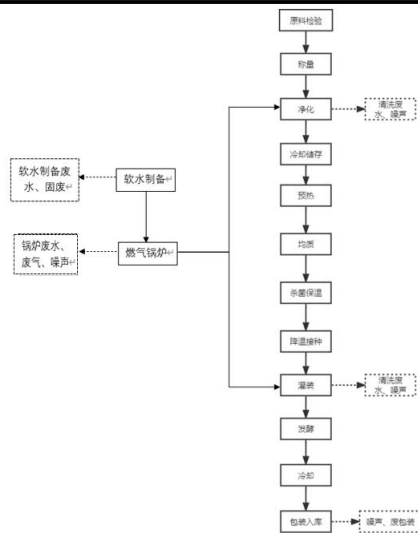 原料检验
称量
净化
清洗废
水、噪声
冷却储存
软水制备废
水、固废
软水制备
预热
锅炉废水、
废气、噪声
燃气锅炉
均质
杀菌保温
降温接种
灌装
清洗废
水、噪声
发酵
冷却
包装入库
噪声、废包装